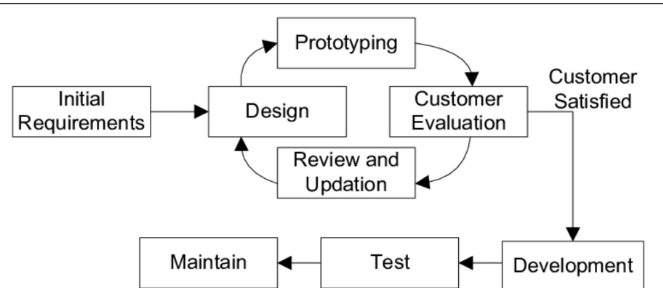 Prototyping
Customer
Satisfied
Initial
Requirements
Design
Customer
Evaluation
Review and
Updation
Maintain
Test
Development